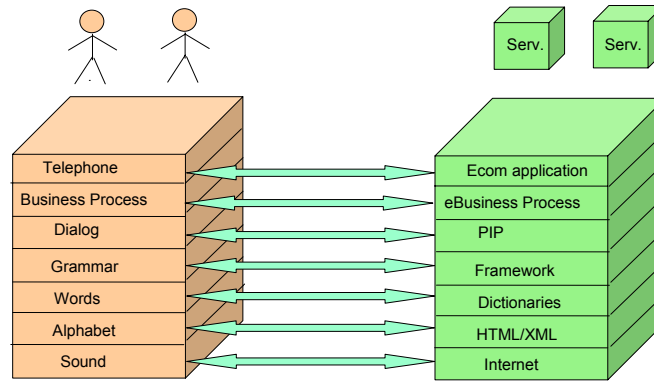 Serv.
Serv.
Telephone
Ecom application
Business Process
eBusiness Process
Dialog
PIP
Grammar
Framework
Words
Dictionaries
Alphabet
HTML/XML
Sound
Internet